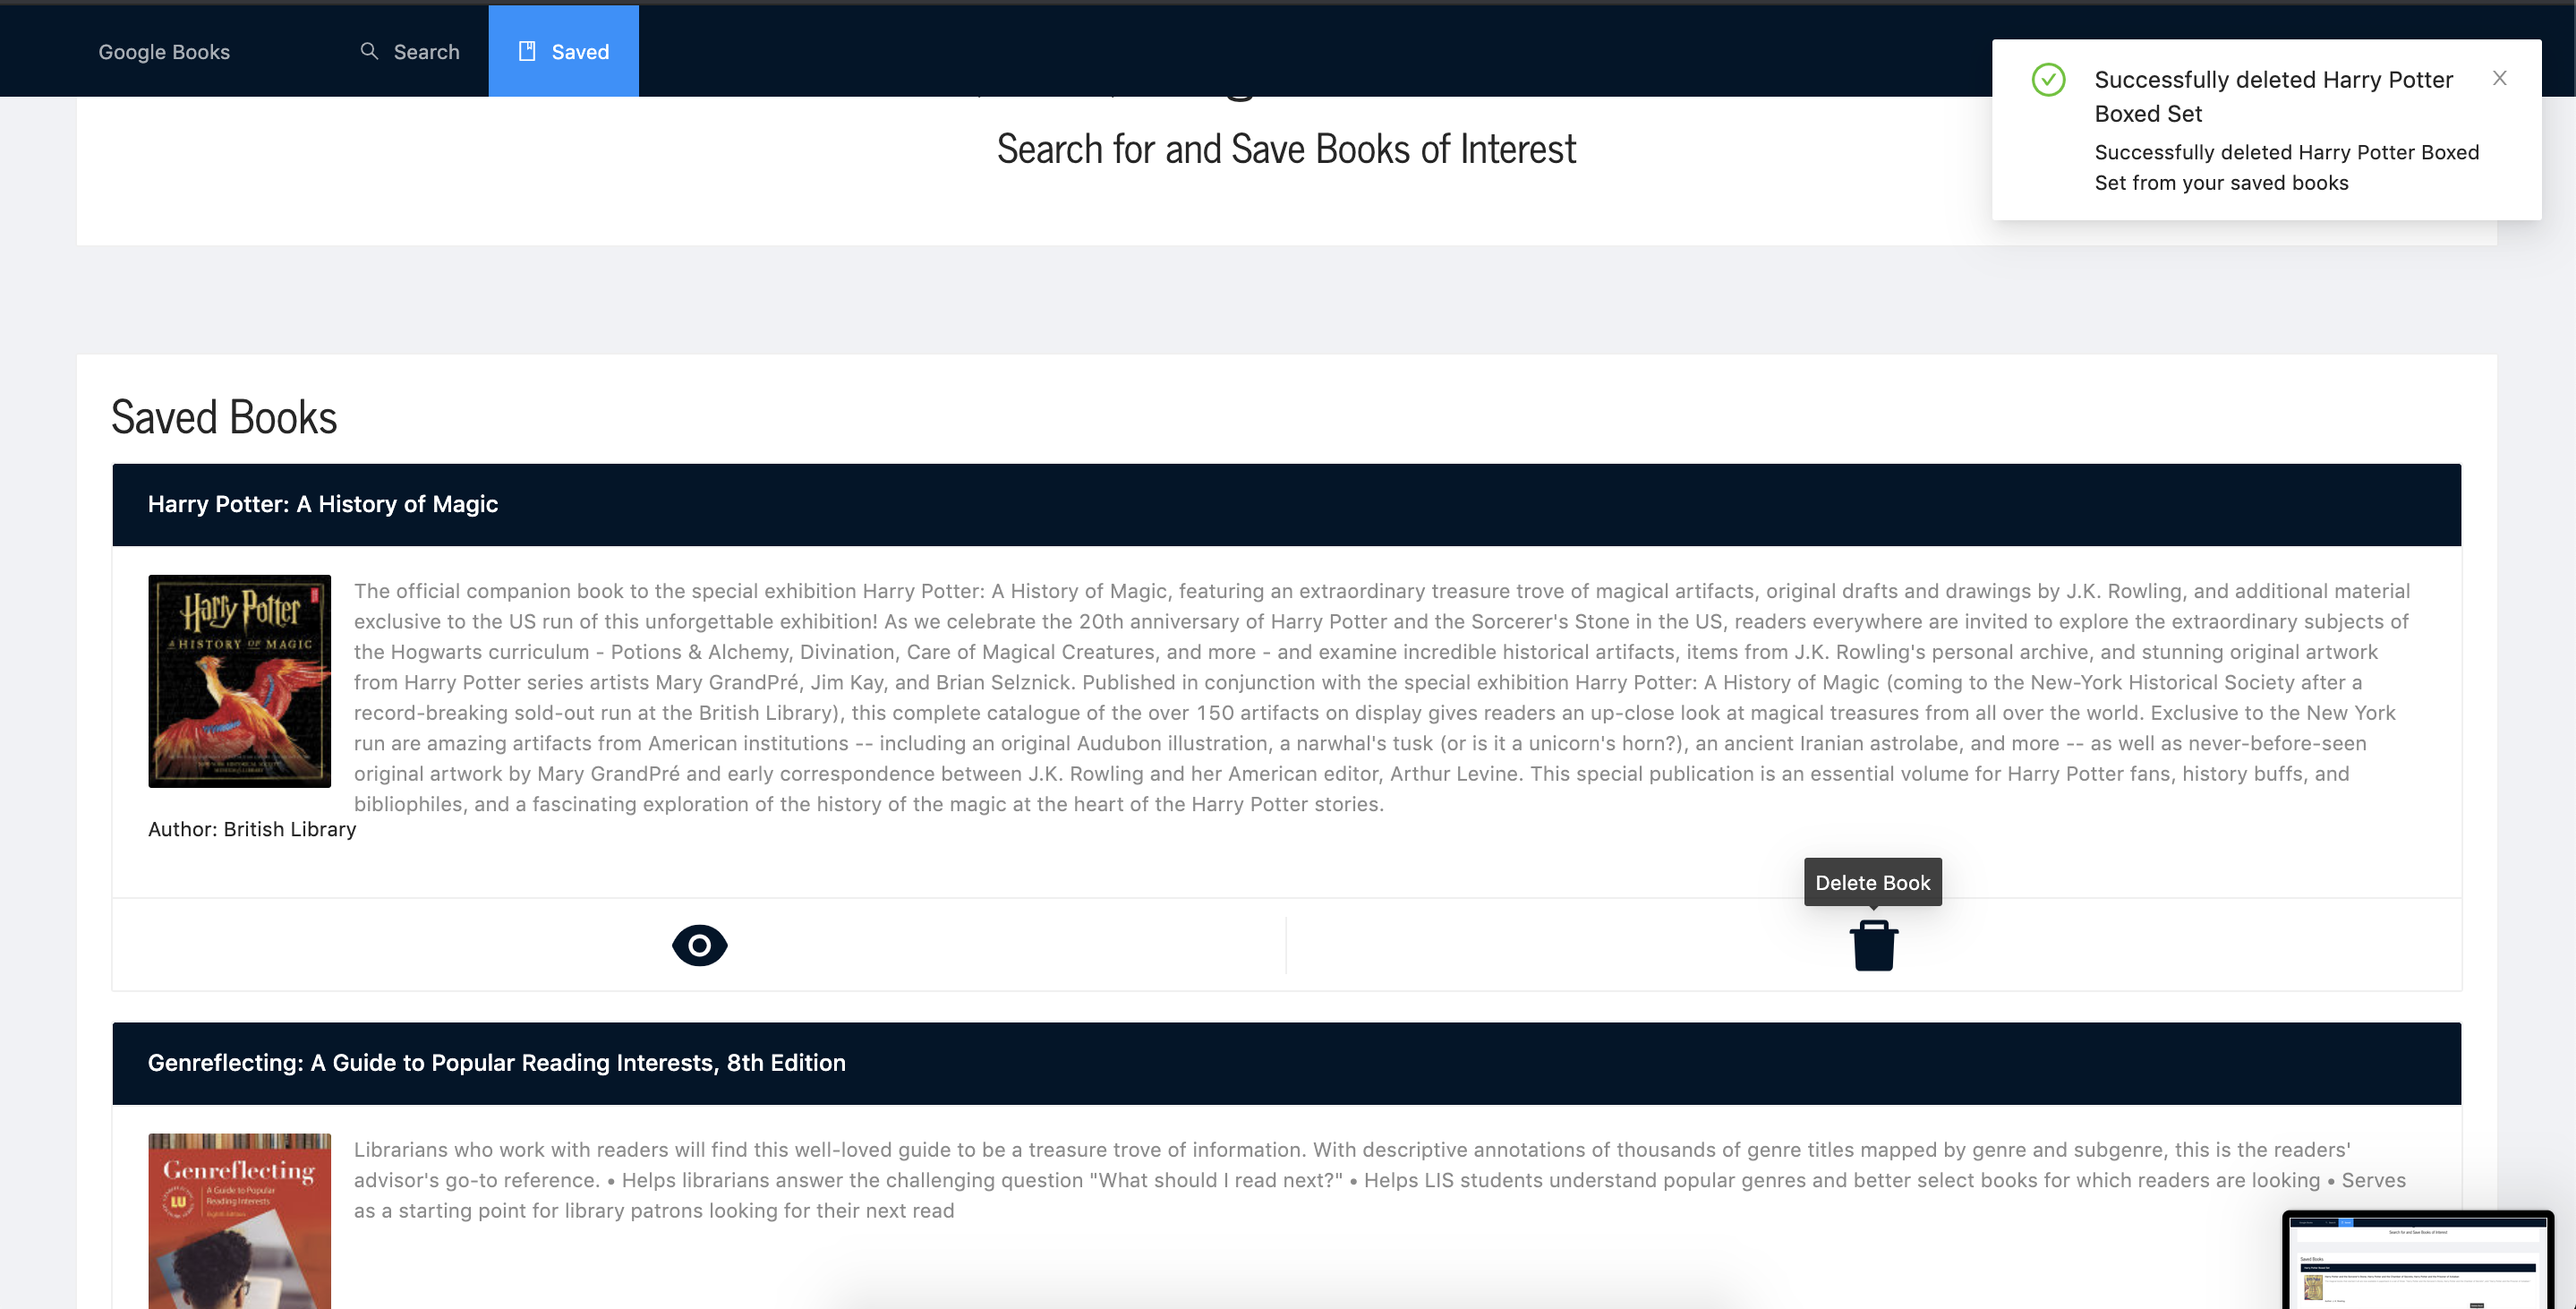 Google Books
Search
Saved
Successfully deleted Harry Potter
Boxed Set
Successfully deleted Harry Potter Boxed
Set from your saved books
Search for and Save Books of Interest
Saved Books
Harry Potter: A History of Magic
Harry Potter
A HISTORY OF MAGIC
The official companion book to the special exhibition Harry Potter: A History of Magic, featuring an extraordinary treasure trove of magical artifacts, original drafts and drawings by J.K. Rowling, and additional material
exclusive to the US run of this unforgettable exhibition! As we celebrate the 20th anniversary of Harry Potter and the Sorcerer's Stone in the US, readers everywhere are invited to explore the extraordinary subjects of
the Hogwarts curriculum - Potions & Alchemy, Divination, Care of Magical Creatures, and more - and examine incredible historical artifacts, items from J.K. Rowling's personal archive, and stunning original artwork
from Harry Potter series artists Mary GrandPré, Jim Kay, and Brian Selznick. Published in conjunction with the special exhibition Harry Potter: A History of Magic (coming to the New-York Historical Society after a
record-breaking sold-out run at the British Library), this complete catalogue of the over 150 artifacts on display gives readers an up-close look at magical treasures from all over the world. Exclusive to the New York
run are amazing artifacts from American institutions -- including an original Audubon illustration, a narwhal's tusk (or is it a unicorn's horn?), an ancient Iranian astrolabe, and more -- as well as never-before-seen
original artwork by Mary GrandPré and early correspondence between J.K. Rowling and her American editor, Arthur Levine. This special publication is an essential volume for Harry Potter fans, history buffs, and
bibliophiles, and a fascinating exploration of the history of the magic at the heart of the Harry Potter stories.
Author: British Library
Delete Book
Genreflecting: A Guide to Popular Reading Interests, 8th Edition
Genreflecting
LU
A Guide to Popular
Reading Interests
Eighth Edition
Librarians who work with readers will find this well-loved guide to be a treasure trove of information. With descriptive annotations of thousands of genre titles mapped by genre and subgenre, this is the readers'
advisor's go-to reference. • Helps librarians answer the challenging question "What should I read next?" • Helps LIS students understand popular genres and better select books for which readers are looking • Serves
as a starting point for library patrons looking for their next read
Search for and Save Books of Interest
Saved Books